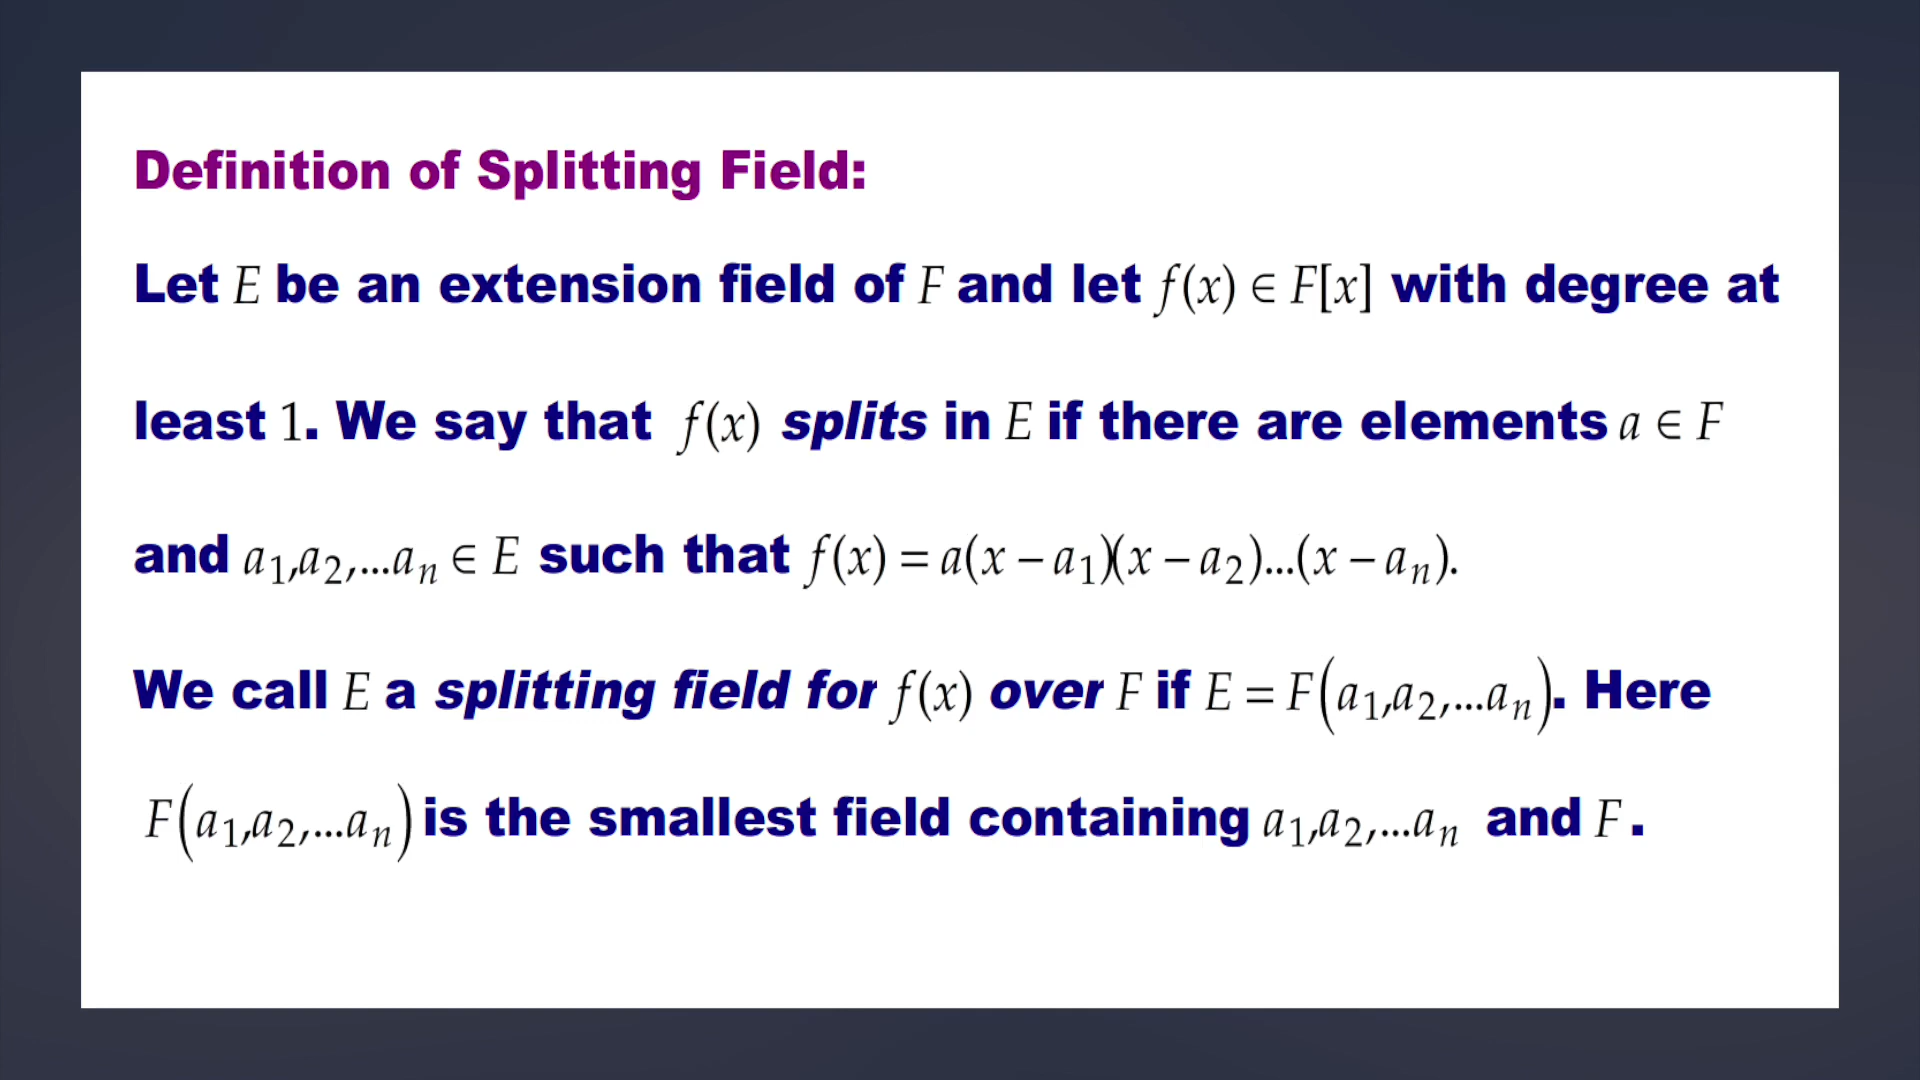 Definition of Splitting Field:
Let E be an extension field of F and let f(x) ∈ F[x] with degree at
least 1. We say that f(x) splits in E if there are elements a ∈ F
and a₁,a₂,...aₙ ∈ E such that f(x) = a(x − a₁)(x − a₂)...(x − aₙ).
We call E a splitting field for f(x) over F if E = F(a₁,a₂,...aₙ). Here
F(a₁,a₂,...aₙ) is the smallest field containing a₁,a₂,...aₙ and F.